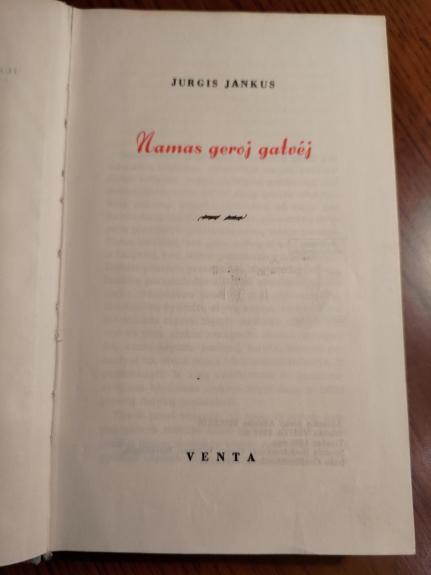 JURGIS JANKUS
Namas geroj gatvėj
VENTA